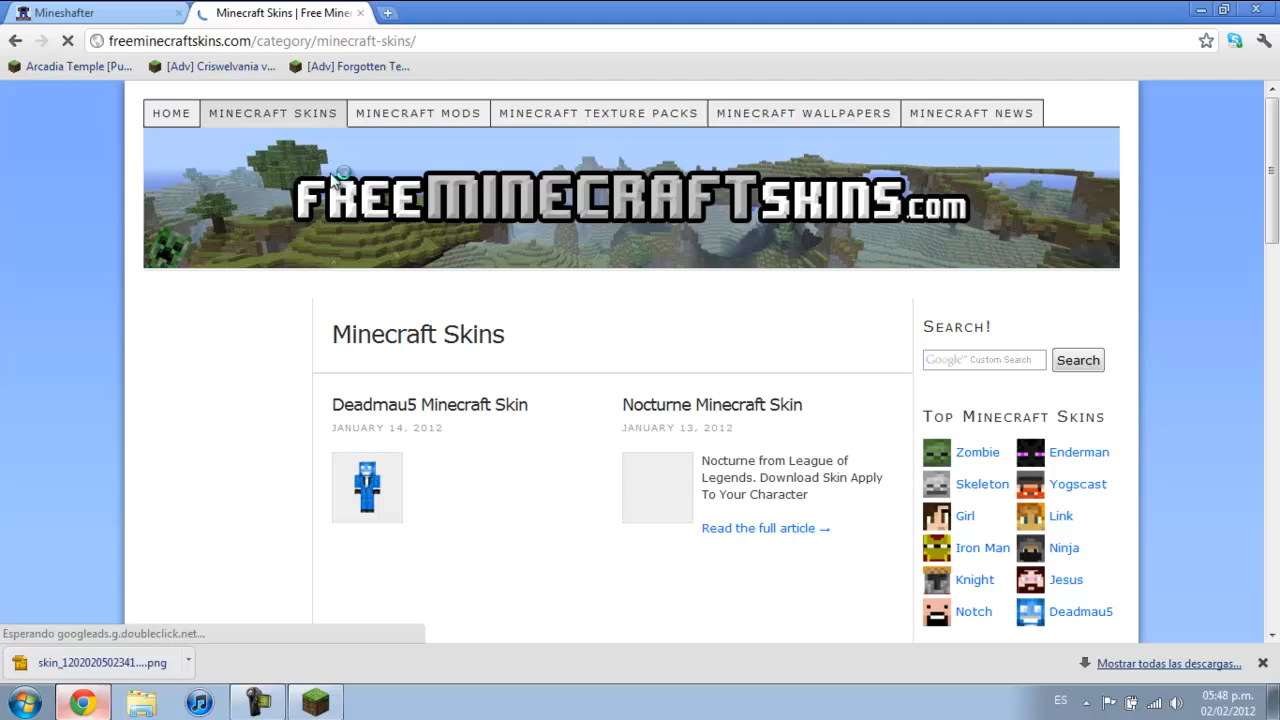 Mineshafter
Minecraft Skins | Free Mine
freeminecraftskins.com/category/minecraft-skins/
Arcadia Temple [Pu...
[Adv] Criswelvania v...
[Adv] Forgotten Te...
HOME
MINECRAFT SKINS
MINECRAFT MODS
MINECRAFT TEXTURE PACKS
MINECRAFT WALLPAPERS
MINECRAFT NEWS
FREEMINECRAFTSKINS.com
Minecraft Skins
Deadmau5 Minecraft Skin
JANUARY 14, 2012
Nocturne Minecraft Skin
JANUARY 13, 2012
Nocturne from League of
Legends. Download Skin Apply
To Your Character
Read the full article →
SEARCH!
Google™ Custom Search
Search
TOP MINECRAFT SKINS
Zombie
Enderman
Skeleton
Yogscast
Girl
Link
Iron Man
Ninja
Knight
Jesus
Notch
Deadmau5
Esperando googleads.g.doubleclick.net...
skin_1202020502341....png
Mostrar todas las descargas...
ES
05:48 p.m.
02/02/2012